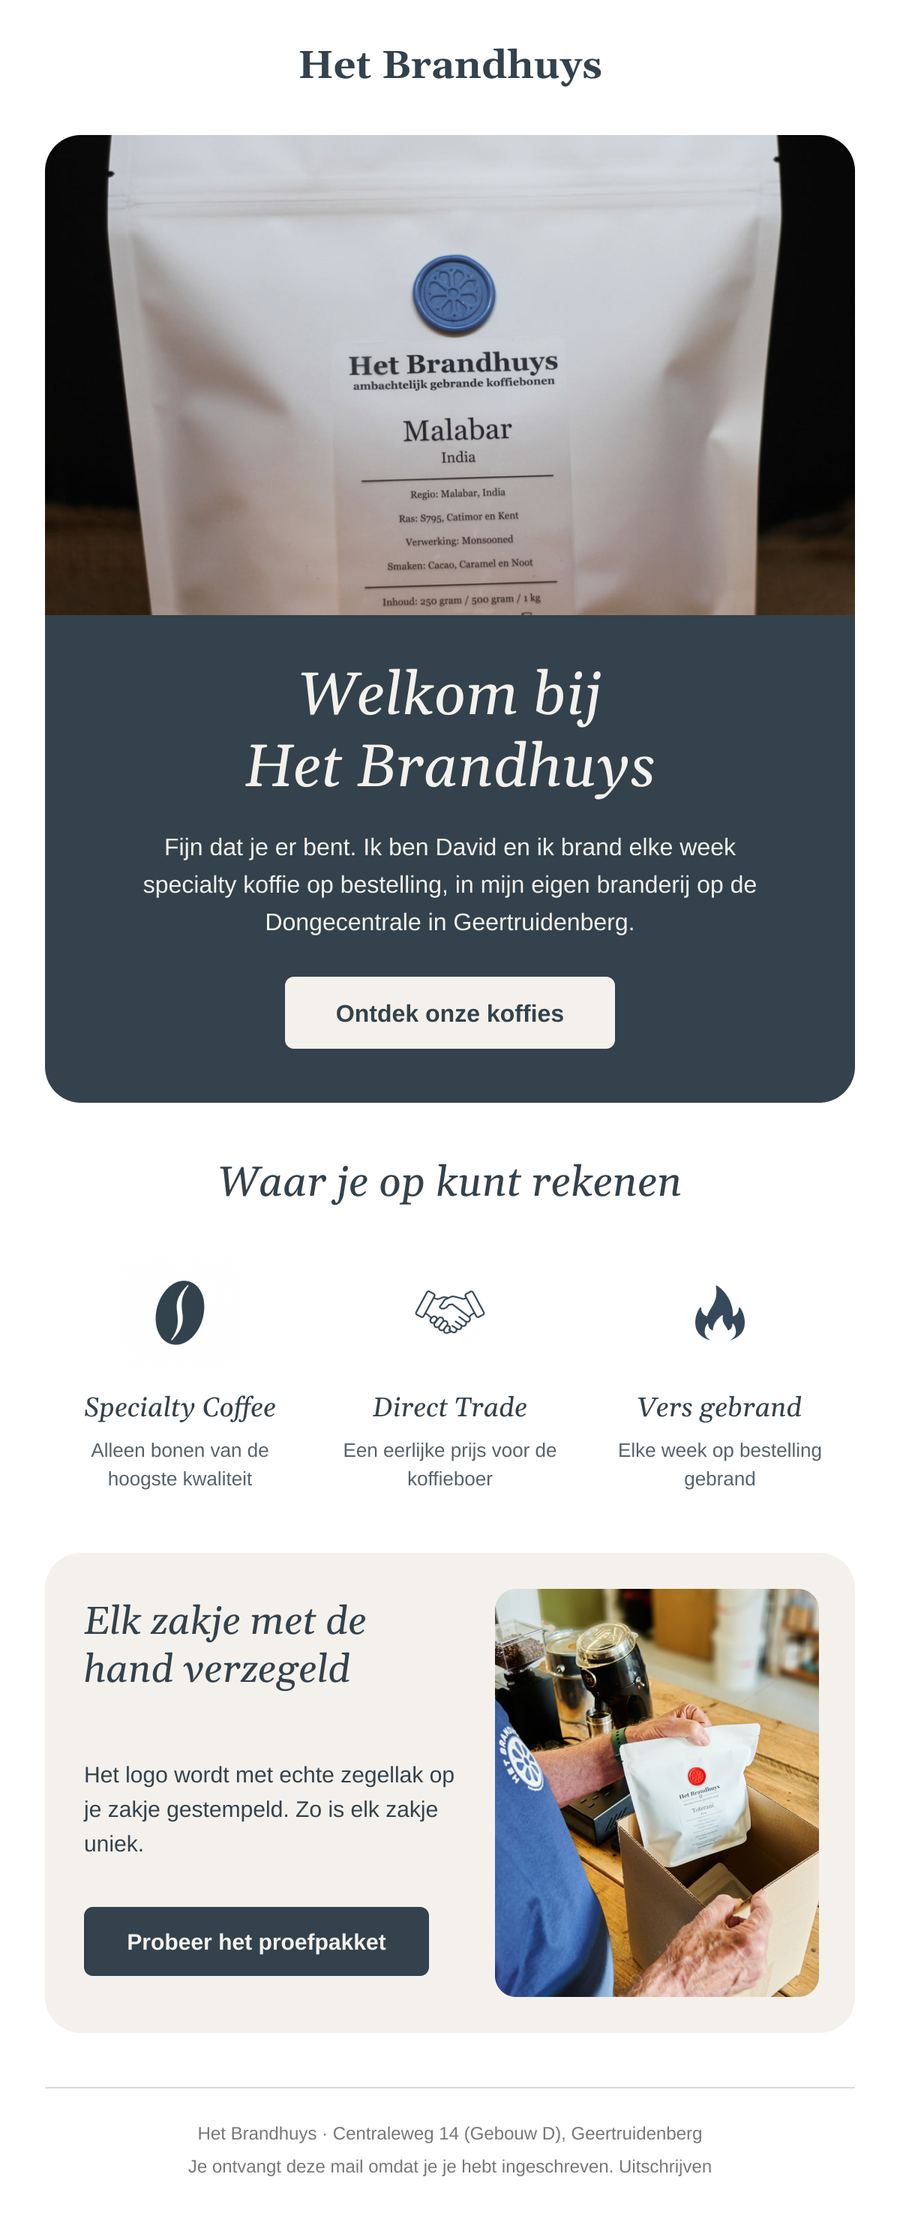 Het Brandhuys
Het Brandhuys
ambachtelijk gebrande koffiebonen
Malabar
India
Regio: Malabar, India
Ras: S795, Catimor en Kent
Verwerking: Monsooned
Smaken: Cacao, Caramel en Noot
Inhoud: 250 gram / 500 gram / 1 kg
Welkom bij
Het Brandhuys
Fijn dat je er bent. Ik ben David en ik brand elke week
specialty koffie op bestelling, in mijn eigen branderij op de
Dongecentrale in Geertruidenberg.
Ontdek onze koffies
Waar je op kunt rekenen
Specialty Coffee
Alleen bonen van de
hoogste kwaliteit
Direct Trade
Een eerlijke prijs voor de
koffieboer
Vers gebrand
Elke week op bestelling
gebrand
Elk zakje met de
hand verzegeld
Het logo wordt met echte zegellak op
je zakje gestempeld. Zo is elk zakje
uniek.
Probeer het proefpakket
HET BRAND
Het Brandhuys
Het Brandhuys · Centraleweg 14 (Gebouw D), Geertruidenberg
Je ontvangt deze mail omdat je je hebt ingeschreven. Uitschrijven